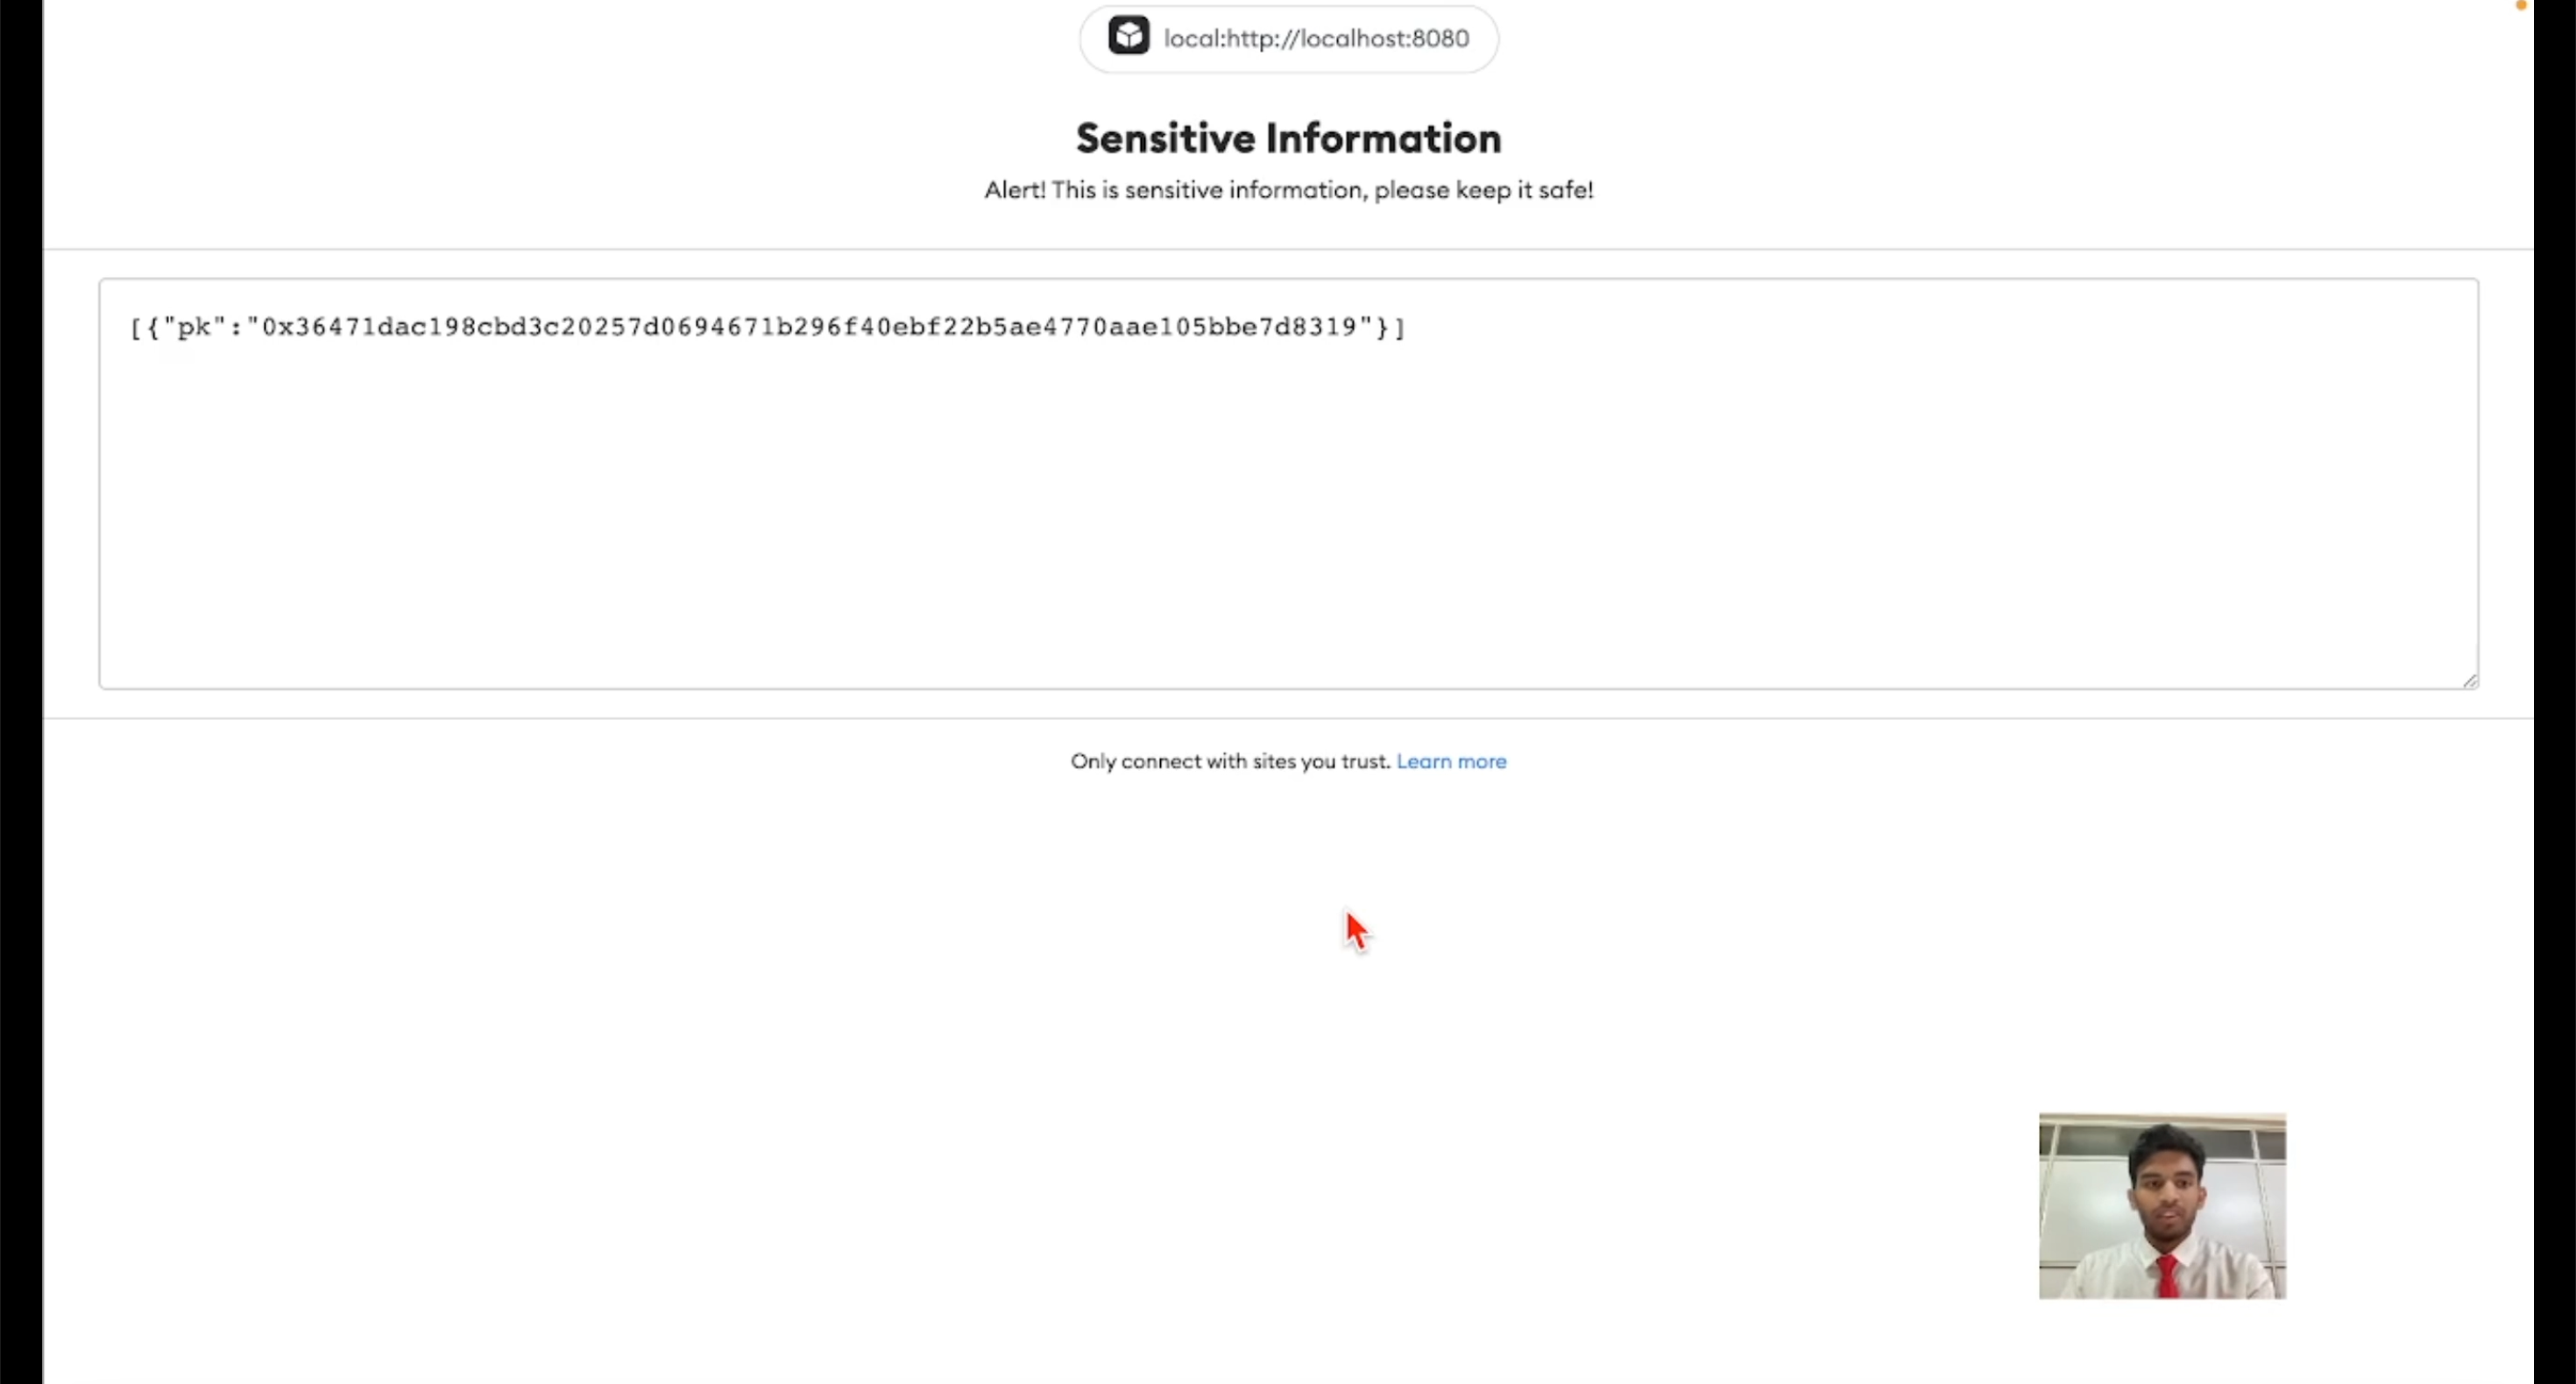 local:http://localhost:8080
Sensitive Information
Alert! This is sensitive information, please keep it safe!
[{"pk":"0x36471dac198cbd3c20257d0694671b296f40ebf22b5ae4770aae105bbe7d8319"}]
Only connect with sites you trust. Learn more